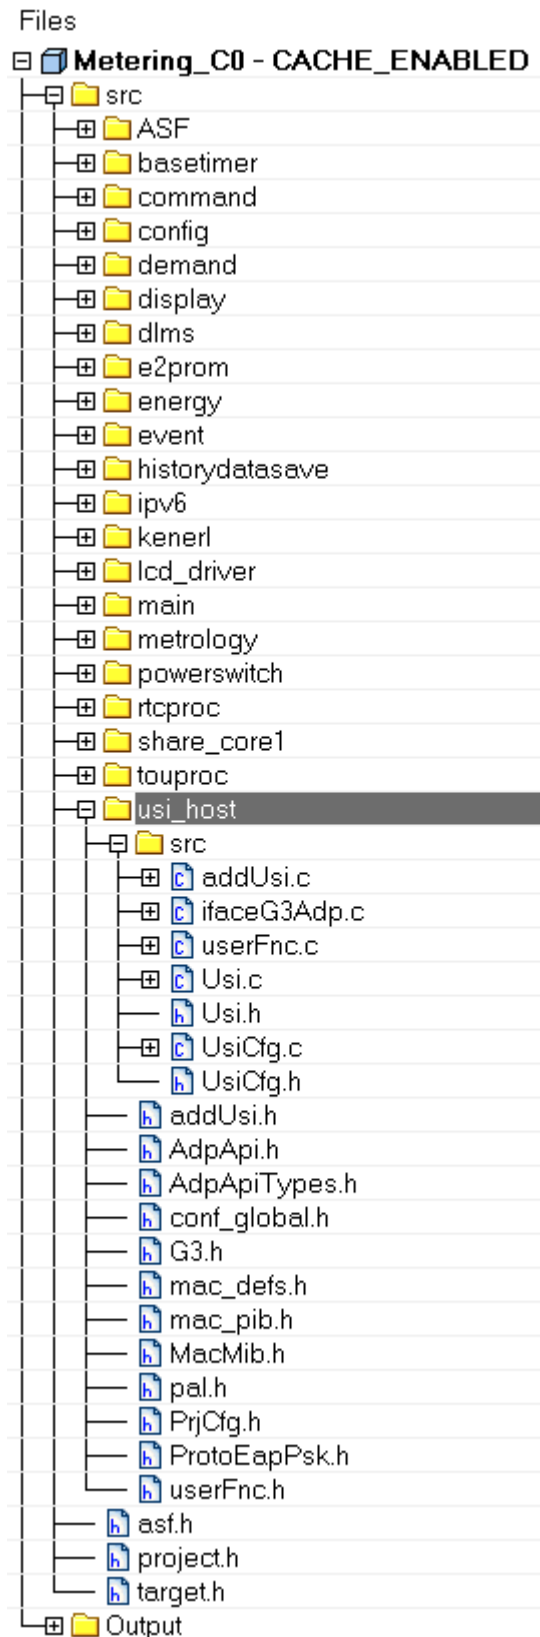 Files
Metering_C0 - CACHE_ENABLED
src
ASF
basetimer
command
config
demand
display
dlms
e2prom
energy
event
historydatasave
ipv6
kenerl
lcd_driver
main
metrology
powerswitch
rtcproc
share_core1
touproc
usi_host
src
addUsi.c
ifaceG3Adp.c
userFnc.c
Usi.c
Usi.h
UsiCfg.c
UsiCfg.h
addUsi.h
AdpApi.h
AdpApiTypes.h
conf_global.h
G3.h
mac_defs.h
mac_pib.h
MacMib.h
pal.h
PrjCfg.h
ProtoEapPsk.h
userFnc.h
asf.h
project.h
target.h
Output